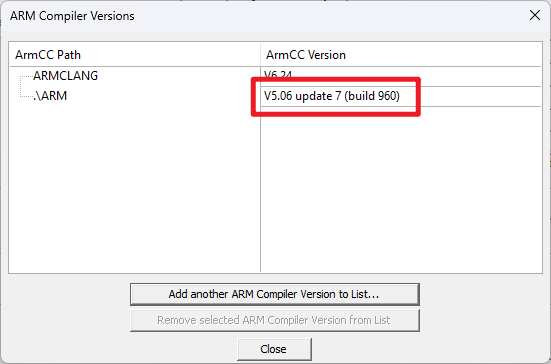 ARM Compiler Versions
ArmCC Path ArmCC Version
ARMCLANG V6.24
.\ARM V5.06 update 7 (build 960)
Add another ARM Compiler Version to List...
Remove selected ARM Compiler Version from List
Close